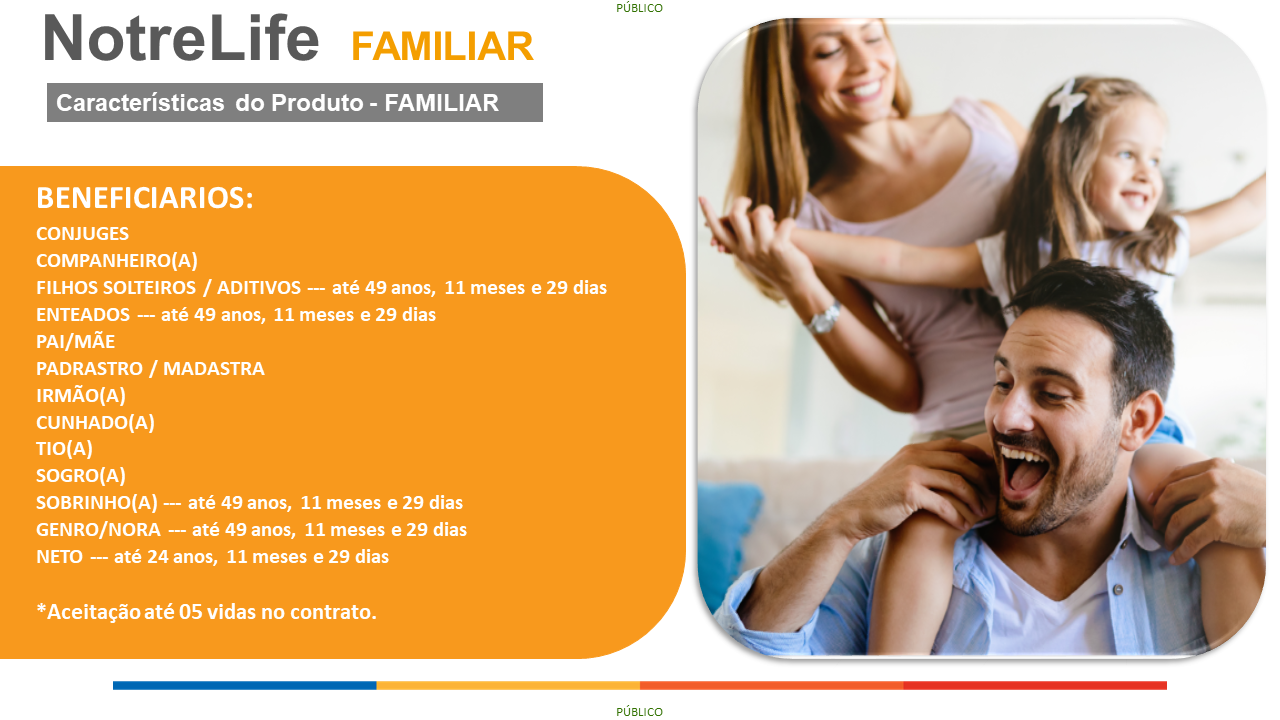 PÚBLICO
NotreLife FAMILIAR
Características do Produto - FAMILIAR
BENEFICIARIOS:
CONJUGES
COMPANHEIRO(A)
FILHOS SOLTEIROS / ADITIVOS --- até 49 anos, 11 meses e 29 dias
ENTEADOS --- até 49 anos, 11 meses e 29 dias
PAI/MÃE
PADRASTRO / MADASTRA
IRMÃO(A)
CUNHADO(A)
TIO(A)
SOGRO(A)
SOBRINHO(A) --- até 49 anos, 11 meses e 29 dias
GENRO/NORA --- até 49 anos, 11 meses e 29 dias
NETO --- até 24 anos, 11 meses e 29 dias
*Aceitação até 05 vidas no contrato.
PÚBLICO